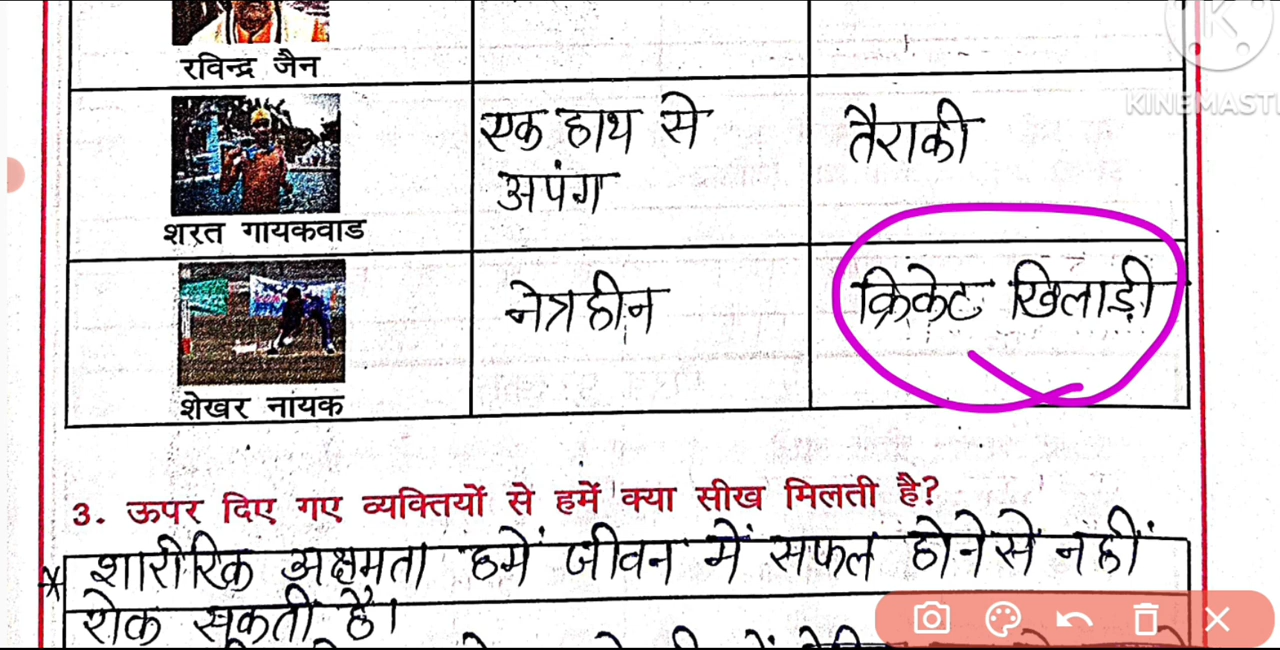 रविन्द्र जैन
KINEMAST
एक हाथ से
अपंग
तैराकी
शरत गायकवाड
नेत्रहीन
क्रिकेट खिलाड़ी
शेखर नायक
3. ऊपर दिए गए व्यक्तियों से हमें क्या सीख मिलती है?
* शारीरिक अक्षमता हमें जीवन में सफल होने से नहीं
रोक सकती है।